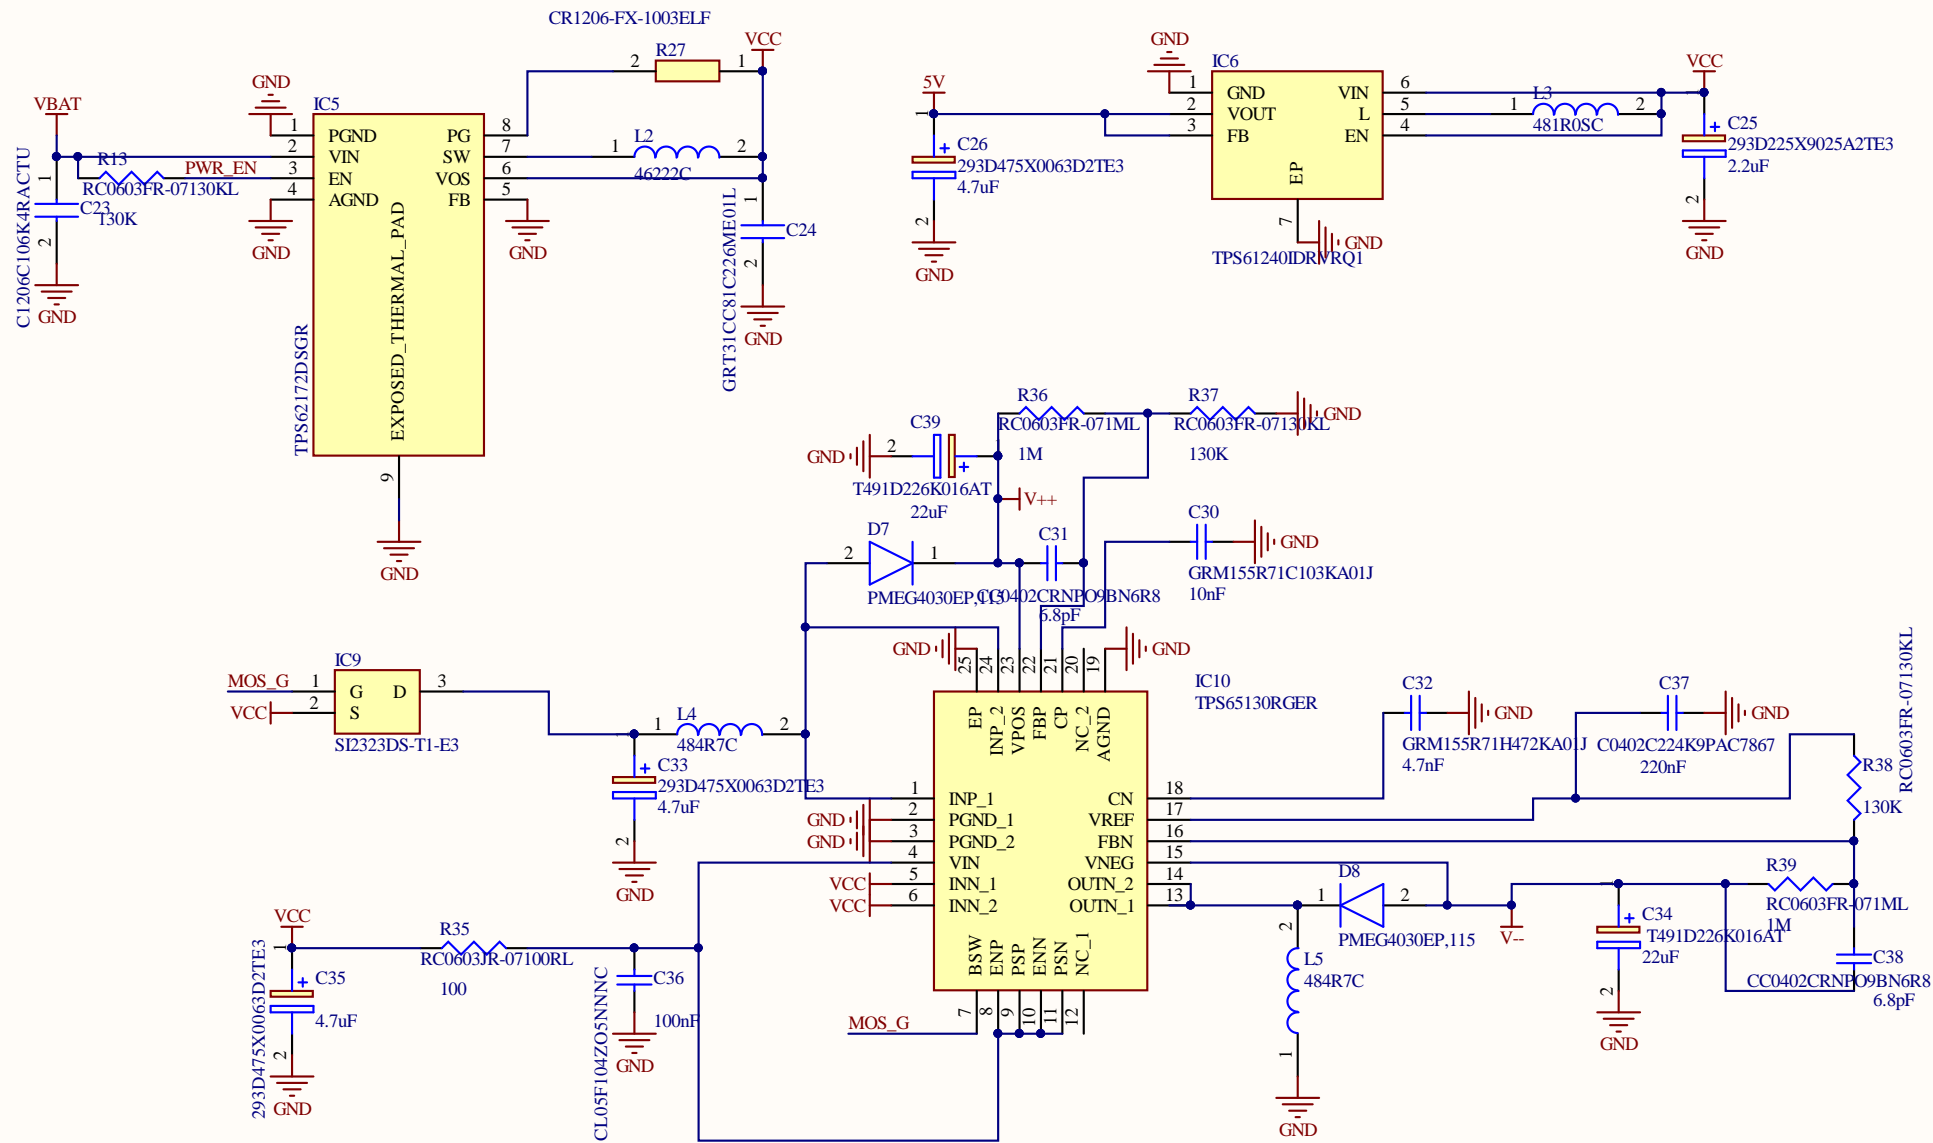 CR1206-FX-1003ELF
R27
2
1
VCC
GND
VBAT
IC5
1
2
3
4
PGND
VIN
EN
AGND
PG
SW
VOS
FB
8
7
6
5
EXPOSED_THERMAL_PAD
TPS62172DSGR
9
GND
R13
PWR_EN
RC0603FR-07130KL
130K
C23
1
2
C1206C106K4RACTU
GND
GND
GND
L2
1
2
46222C
GRT31CC81C226ME01L
1
2
C24
GND
GND
5V
1
C26
293D475X0063D2TE3
4.7uF
2
GND
IC6
1
2
3
GND
VOUT
FB
VIN
L
EN
6
5
4
EP
7
GND
TPS61240IDRVRQ1
L3
1
2
481R0SC
VCC
1
C25
293D225X9025A2TE3
2.2uF
2
GND
R36
RC0603FR-071ML
1M
R37
RC0603FR-07130KL
130K
GND
C39
GND
2
T491D226K016AT
22uF
V++
D7
2
1
PMEG4030EP,115
C31
CC0402CRNPO9BN6R8
6.8pF
C30
GND
GRM155R71C103KA01J
10nF
GND
25
24
23
22
21
20
19
GND
IC10
TPS65130RGER
EP
INP_2
VPOS
FBP
CP
NC_2
AGND
IC9
MOS_G
VCC
1
2
G
S
D
3
SI2323DS-T1-E3
L4
1
2
484R7C
C33
293D475X0063D2TE3
4.7uF
2
GND
1
2
3
4
5
6
GND
GND
VCC
VCC
INP_1
PGND_1
PGND_2
VIN
INN_1
INN_2
CN
VREF
FBN
VNEG
OUTN_2
OUTN_1
18
17
16
15
14
13
BSW
ENP
PSP
ENN
PSN
NC_1
7
8
9
10
11
12
MOS_G
C32
GND
GRM155R71H472KA01J
4.7nF
C37
GND
C0402C224K9PAC7867
220nF
R38
130K
RC0603FR-07130KL
D8
1
2
PMEG4030EP,115
V--
2
L5
484R7C
1
GND
C34
T491D226K016AT
22uF
2
GND
R39
RC0603FR-071ML
1M
C38
CC0402CRNPO9BN6R8
6.8pF
VCC
1
C35
4.7uF
2
293D475X0063D2TE3
GND
R35
RC0603JR-07100RL
100
C36
100nF
CL05F104ZO5NNNC
GND